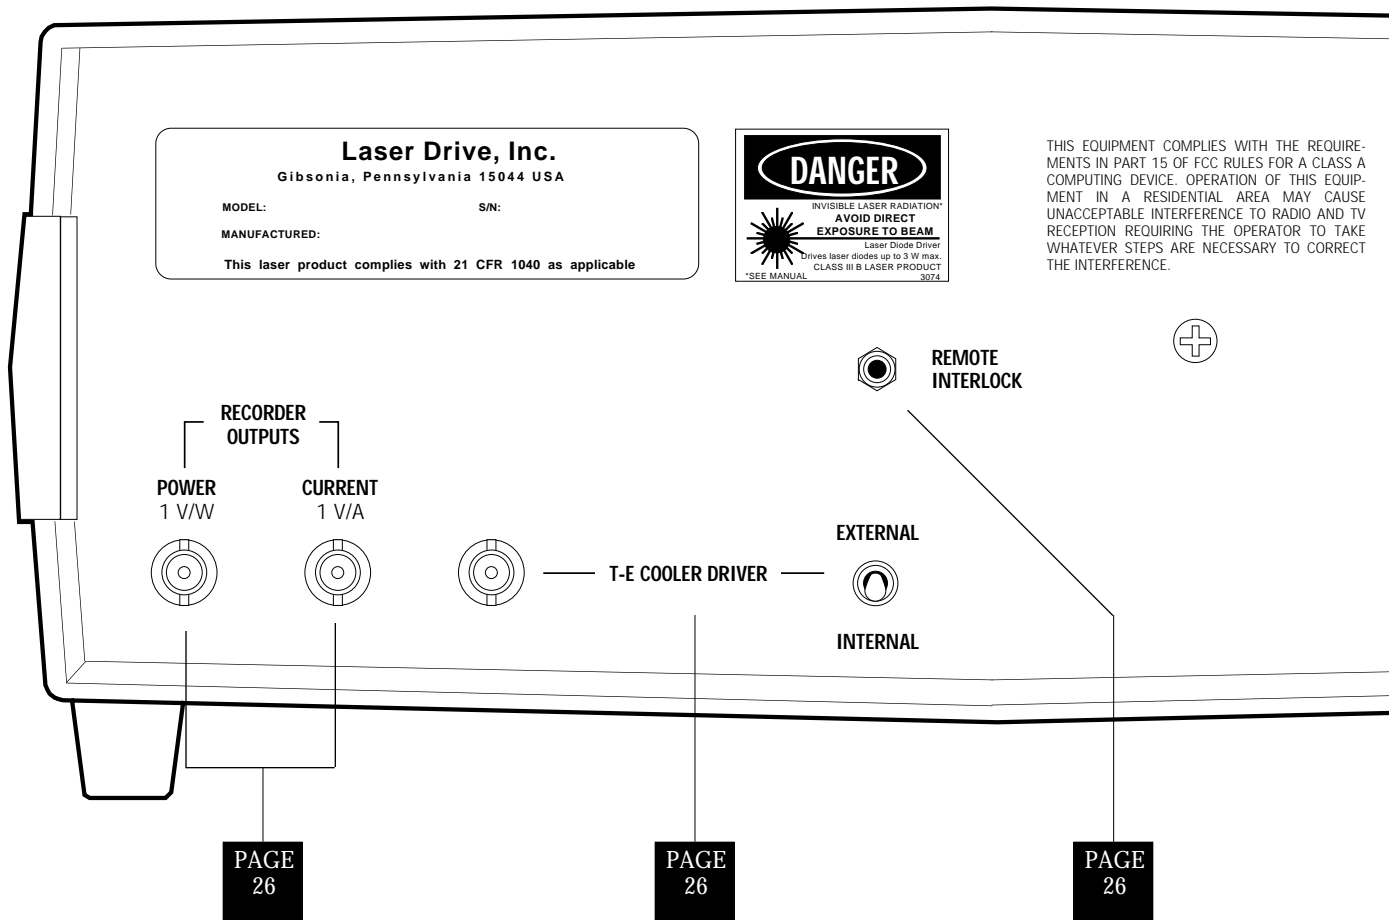 Laser Drive, Inc.
Gibsonia, Pennsylvania 15044 USA
MODEL: S/N:
MANUFACTURED:
This laser product complies with 21 CFR 1040 as applicable
DANGER
INVISIBLE LASER RADIATION*
AVOID DIRECT
EXPOSURE TO BEAM
Laser Diode Driver
Drives laser diodes up to 3 W max.
CLASS III B LASER PRODUCT
*SEE MANUAL 3074
THIS EQUIPMENT COMPLIES WITH THE REQUIRE-
MENTS IN PART 15 OF FCC RULES FOR A CLASS A
COMPUTING DEVICE. OPERATION OF THIS EQUIP-
MENT IN A RESIDENTIAL AREA MAY CAUSE
UNACCEPTABLE INTERFERENCE TO RADIO AND TV
RECEPTION REQUIRING THE OPERATOR TO TAKE
WHATEVER STEPS ARE NECESSARY TO CORRECT
THE INTERFERENCE.
REMOTE
INTERLOCK
RECORDER
OUTPUTS
POWER
1 V/W
CURRENT
1 V/A
T-E COOLER DRIVER
EXTERNAL
INTERNAL
PAGE
26
PAGE
26
PAGE
26